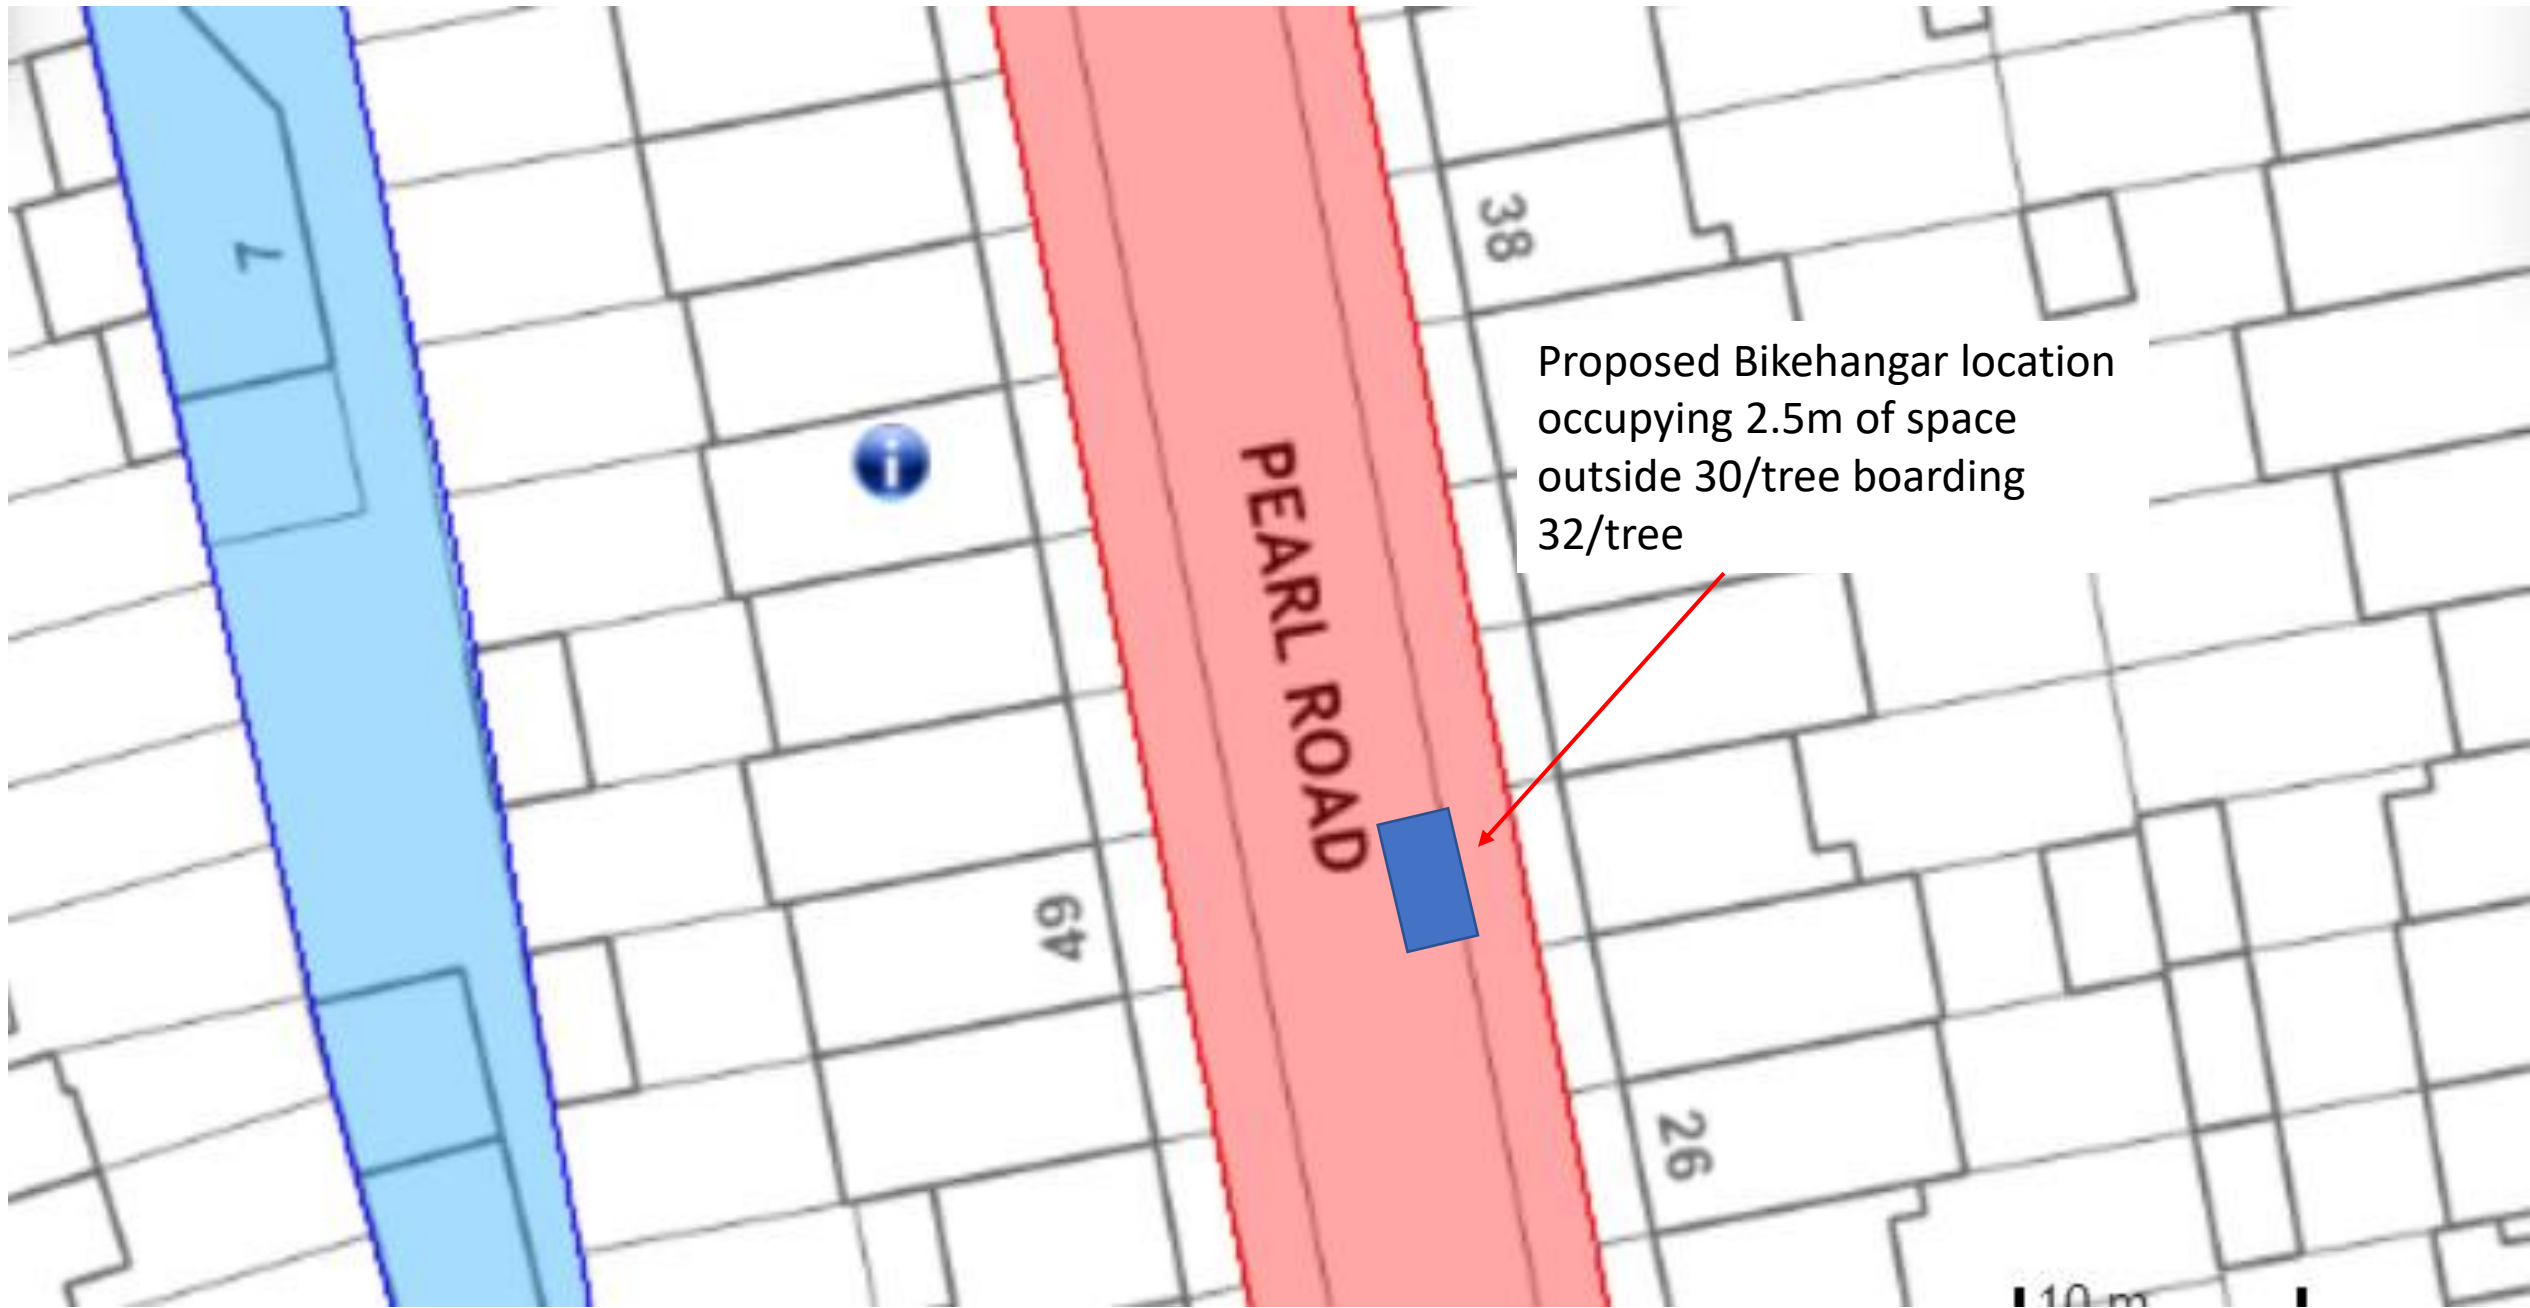 7
38
Proposed Bikehangar location
occupying 2.5m of space
outside 30/tree boarding
32/tree
i
PEARL ROAD
49
26
10 m